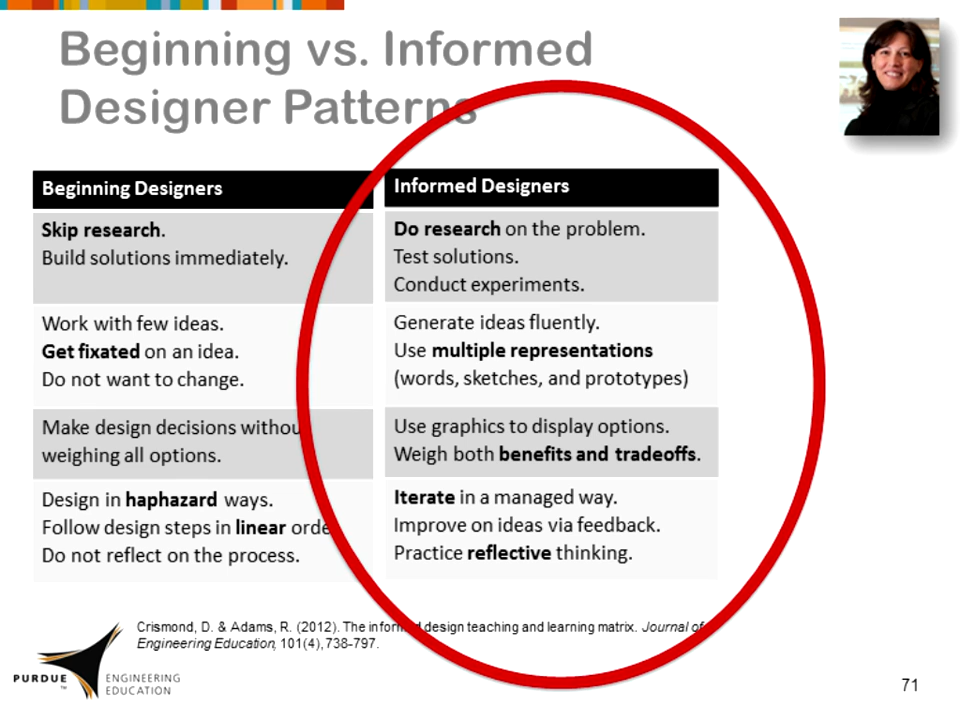 Beginning vs. Informed
Designer Patterns
Beginning Designers
Skip research.
Build solutions immediately.
Work with few ideas.
Get fixated on an idea.
Do not want to change.
Make design decisions withou
weighing all options.
Design in haphazard ways.
Follow design steps in linear orde
Do not reflect on the process.
Informed Designers
Do research on the problem.
Test solutions.
Conduct experiments.
Generate ideas fluently.
Use multiple representations
(words, sketches, and prototypes)
Use graphics to display options.
Weigh both benefits and tradeoffs.
Iterate in a managed way.
Improve on ideas via feedback.
Practice reflective thinking.
Crismond, D. & Adams, R. (2012). The informed design teaching and learning matrix. Journal of
Engineering Education, 101(4), 738-797.
PURDUE™
ENGINEERING
EDUCATION
71